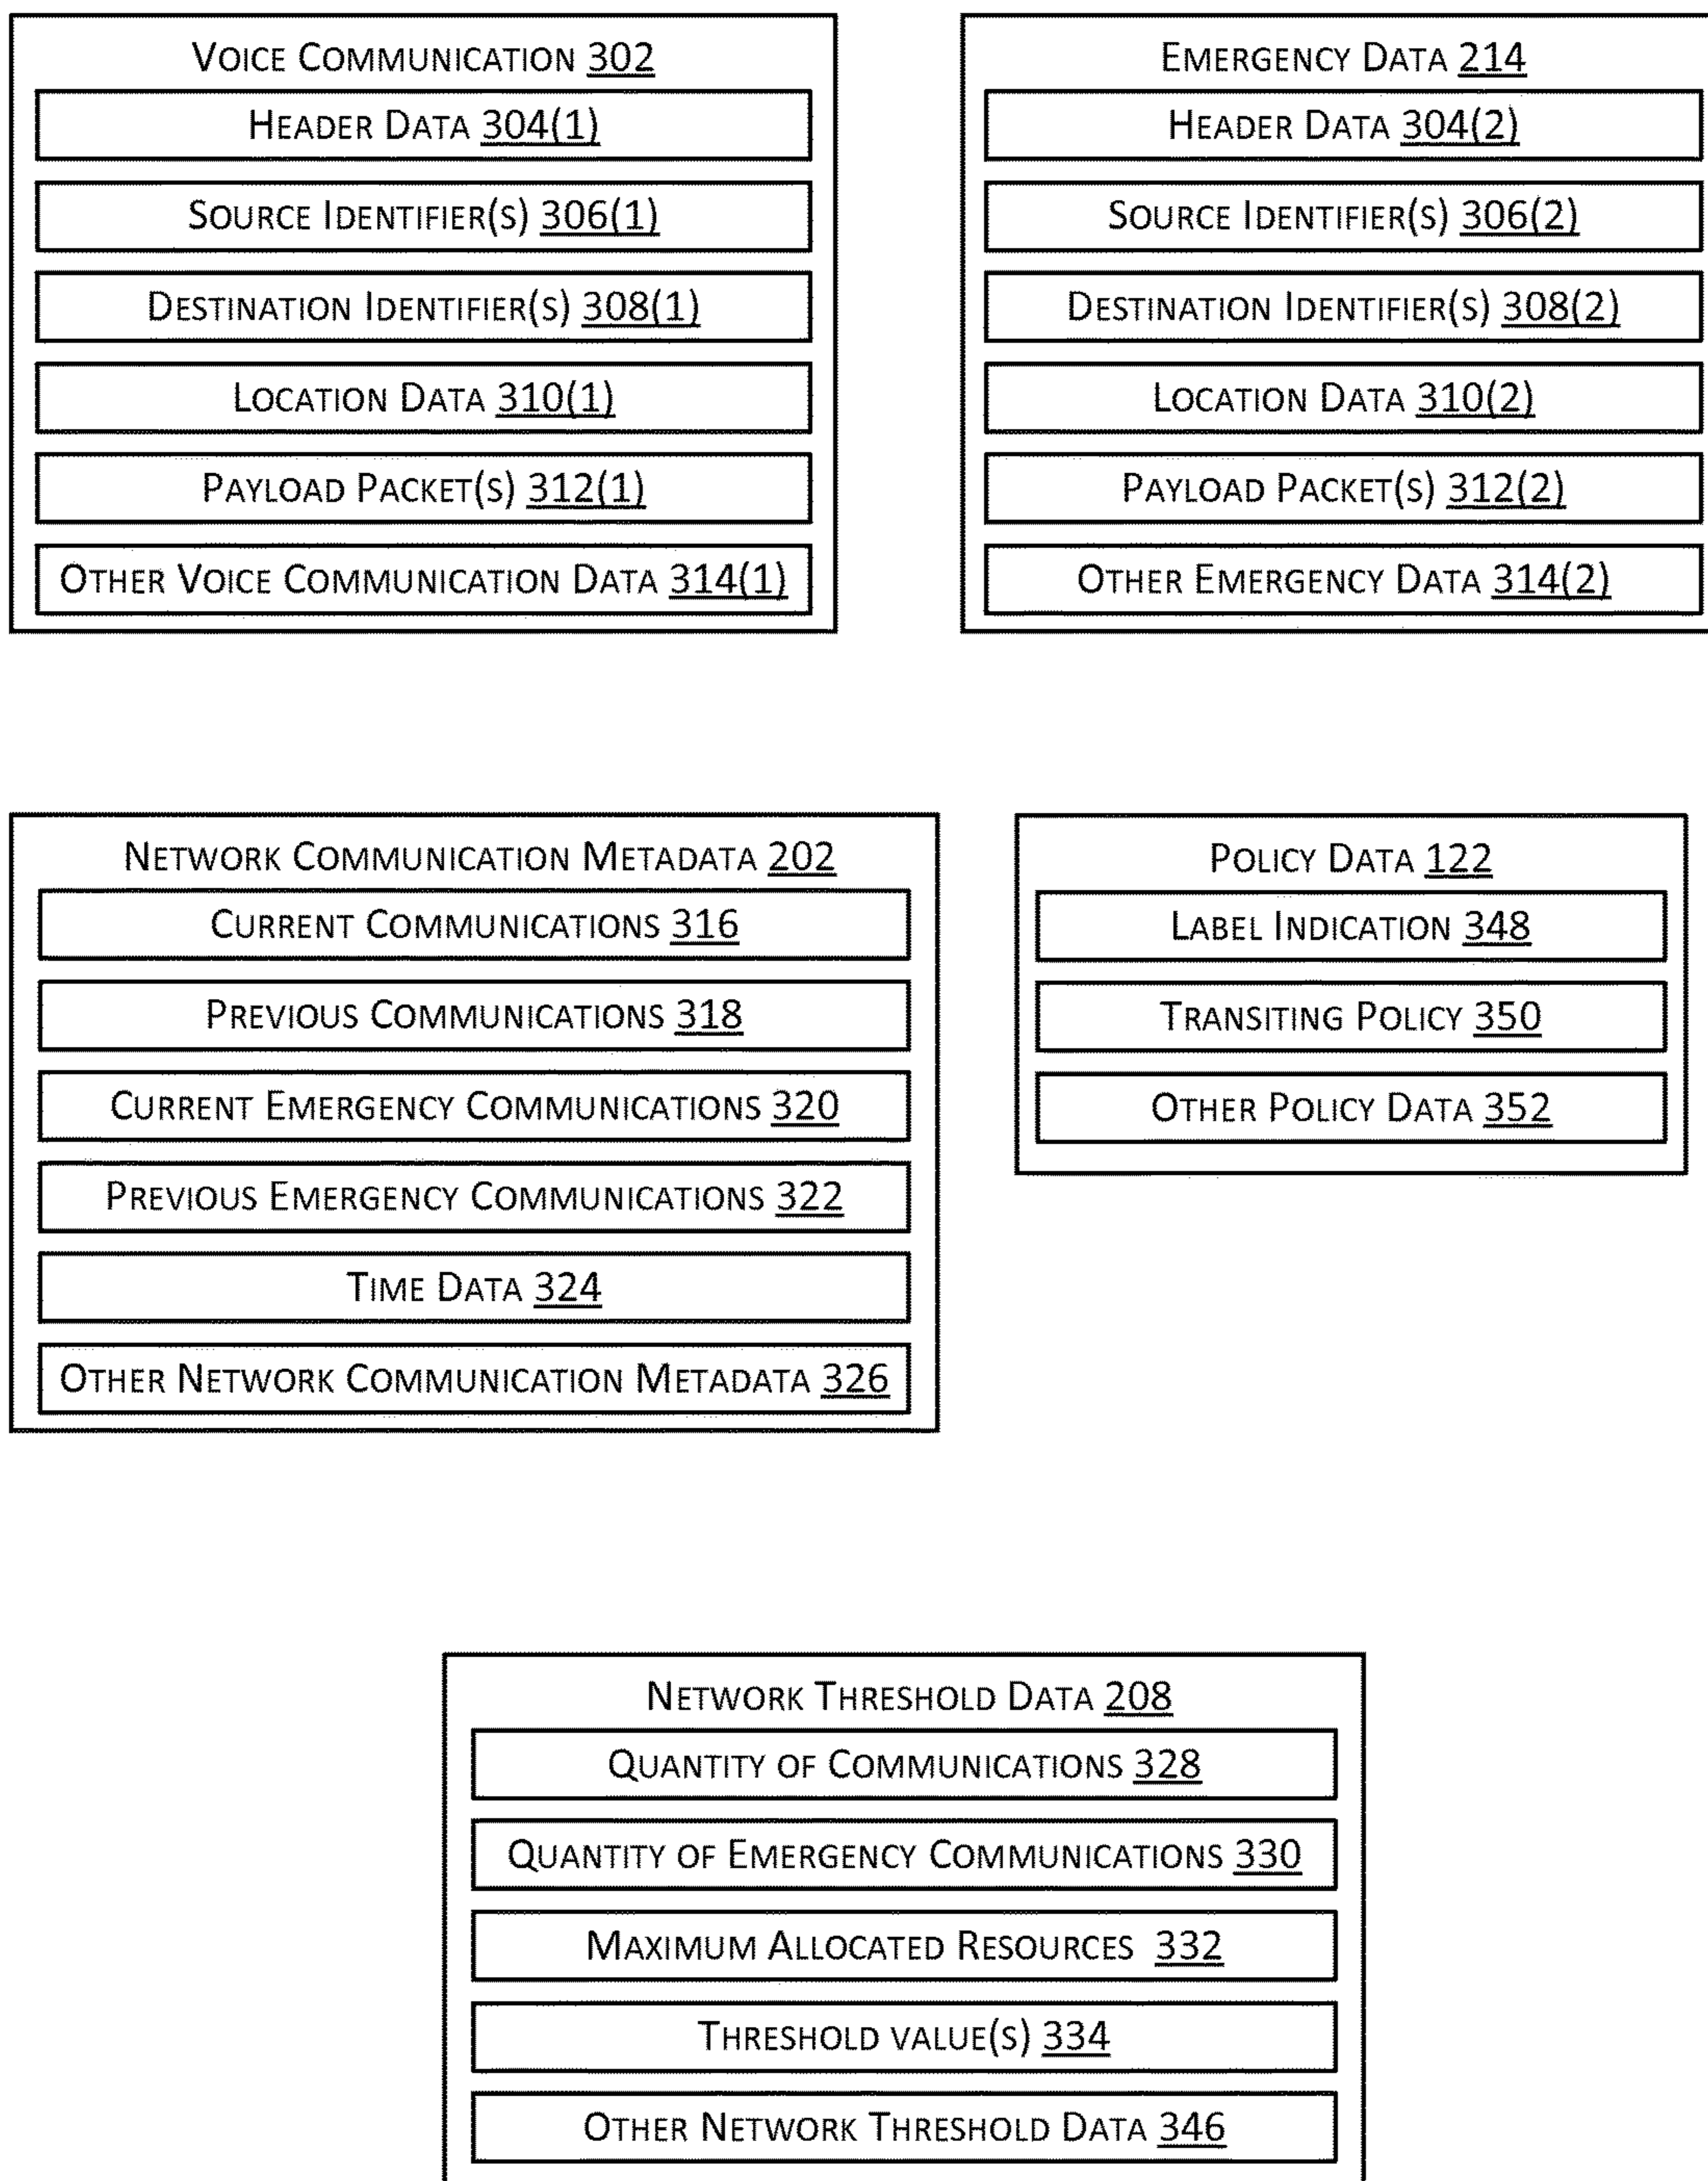 Voice Communication 302
Header Data 304(1)
Source Identifier(s) 306(1)
Destination Identifier(s) 308(1)
Location Data 310(1)
Payload Packet(s) 312(1)
Other Voice Communication Data 314(1)
Emergency Data 214
Header Data 304(2)
Source Identifier(s) 306(2)
Destination Identifier(s) 308(2)
Location Data 310(2)
Payload Packet(s) 312(2)
Other Emergency Data 314(2)
Network Communication Metadata 202
Current Communications 316
Previous Communications 318
Current Emergency Communications 320
Previous Emergency Communications 322
Time Data 324
Other Network Communication Metadata 326
Policy Data 122
Label Indication 348
Transiting Policy 350
Other Policy Data 352
Network Threshold Data 208
Quantity of Communications 328
Quantity of Emergency Communications 330
Maximum Allocated Resources 332
Threshold value(s) 334
Other Network Threshold Data 346